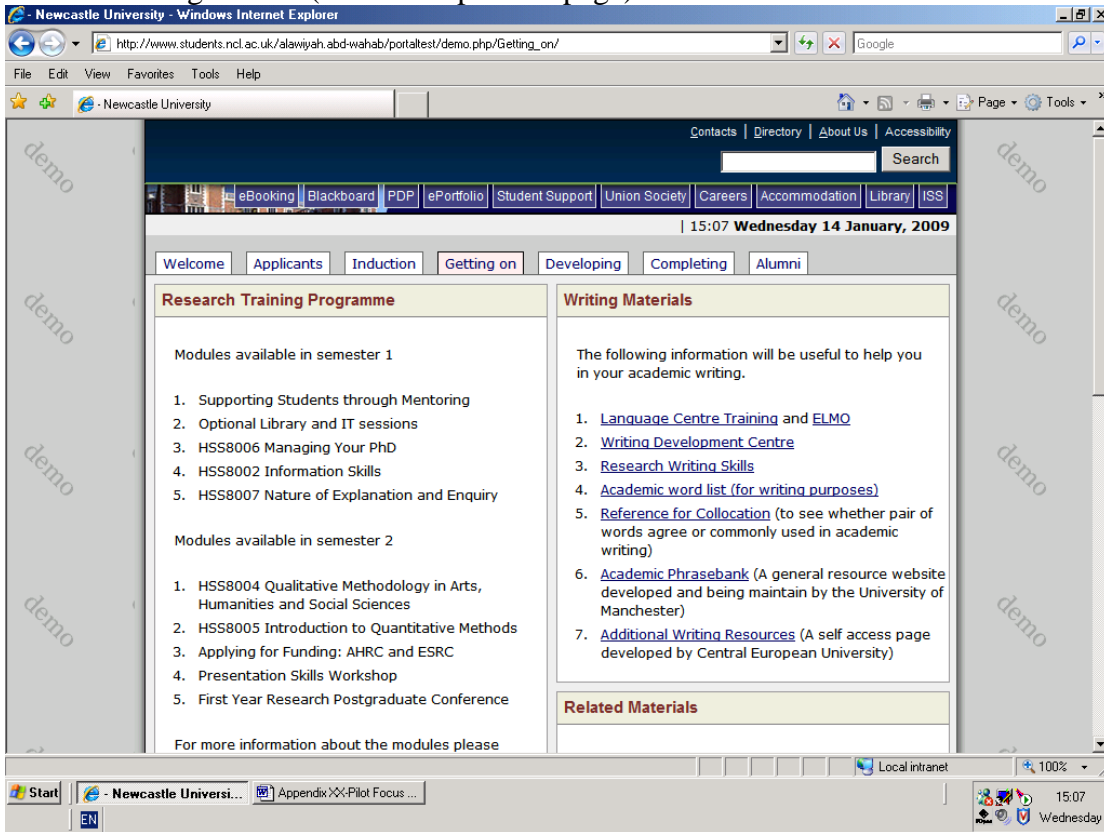 - Newcastle University - Windows Internet Explorer
http://www.students.ncl.ac.uk/alawiyah.abd-wahab/portaltest/demo.php/Getting_on/
Google
File Edit View Favorites Tools Help
- Newcastle University
Page Tools
Contacts | Directory | About Us | Accessibility
Search
eBooking Blackboard PDP ePortfolio Student Support Union Society Careers Accommodation Library ISS
| 15:07 Wednesday 14 January, 2009
Welcome Applicants Induction Getting on Developing Completing Alumni
Research Training Programme
Modules available in semester 1
1. Supporting Students through Mentoring
2. Optional Library and IT sessions
3. HSS8006 Managing Your PhD
4. HSS8002 Information Skills
5. HSS8007 Nature of Explanation and Enquiry
Modules available in semester 2
1. HSS8004 Qualitative Methodology in Arts,
Humanities and Social Sciences
2. HSS8005 Introduction to Quantitative Methods
3. Applying for Funding: AHRC and ESRC
4. Presentation Skills Workshop
5. First Year Research Postgraduate Conference
For more information about the modules please
Writing Materials
The following information will be useful to help you
in your academic writing.
1. Language Centre Training and ELMO
2. Writing Development Centre
3. Research Writing Skills
4. Academic word list (for writing purposes)
5. Reference for Collocation (to see whether pair of
words agree or commonly used in academic
writing)
6. Academic Phrasebank (A general resource website
developed and being maintain by the University of
Manchester)
7. Additional Writing Resources (A self access page
developed by Central European University)
Related Materials
demo
demo
demo
demo
demo
demo
demo
demo
Local intranet
100%
Start
- Newcastle Universi...
Appendix XX-Pilot Focus ...
15:07
EN
Wednesday